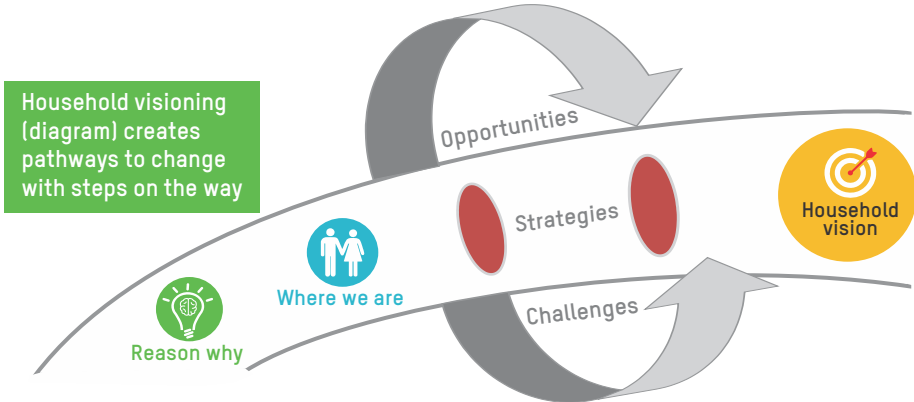 Household visioning
(diagram) creates
pathways to change
with steps on the way
Opportunities
Strategies
Challenges
Reason why
Where we are
Household
vision